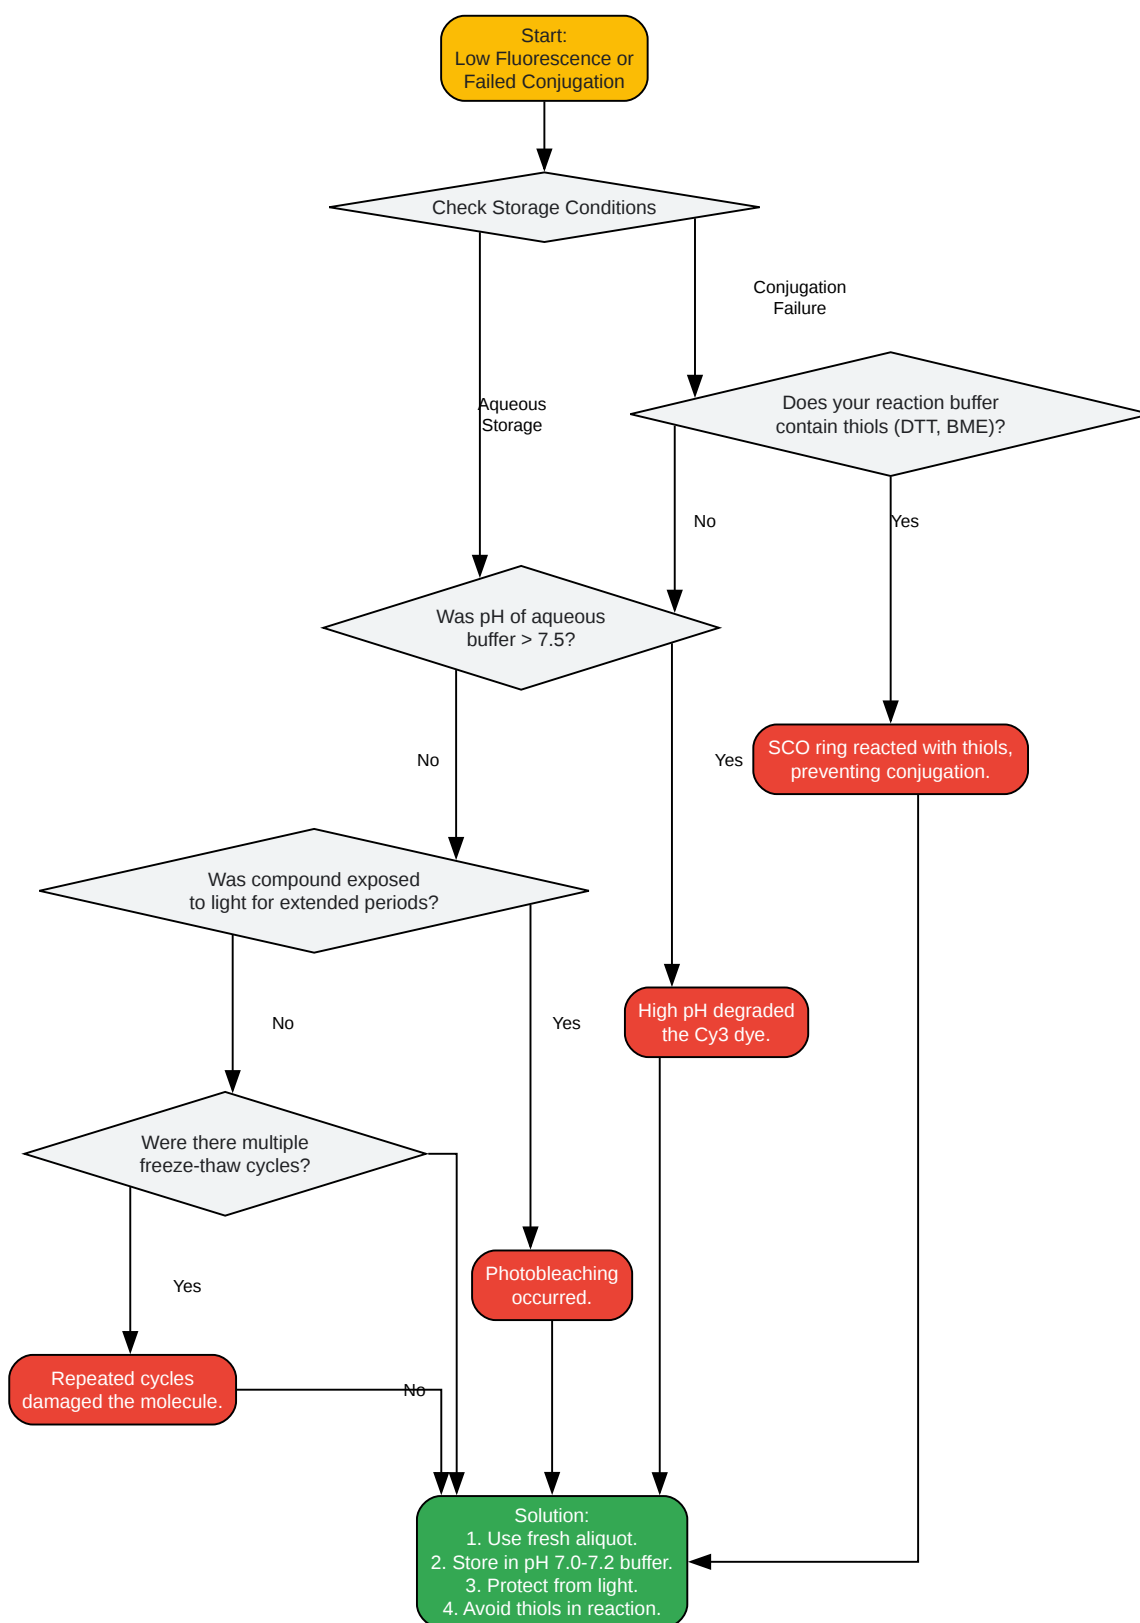 Start:
Low Fluorescence or
Failed Conjugation
Check Storage Conditions
Conjugation
Failure
Does your reaction buffer
contain thiols (DTT, BME)?
Aqueous
Storage
No
Yes
Was pH of aqueous
buffer > 7.5?
No
Yes
SCO ring reacted with thiols,
preventing conjugation.
Was compound exposed
to light for extended periods?
No
Yes
High pH degraded
the Cy3 dye.
Were there multiple
freeze-thaw cycles?
Yes
Photobleaching
occurred.
Repeated cycles
damaged the molecule.
No
Solution:
1. Use fresh aliquot.
2. Store in pH 7.0-7.2 buffer.
3. Protect from light.
4. Avoid thiols in reaction.